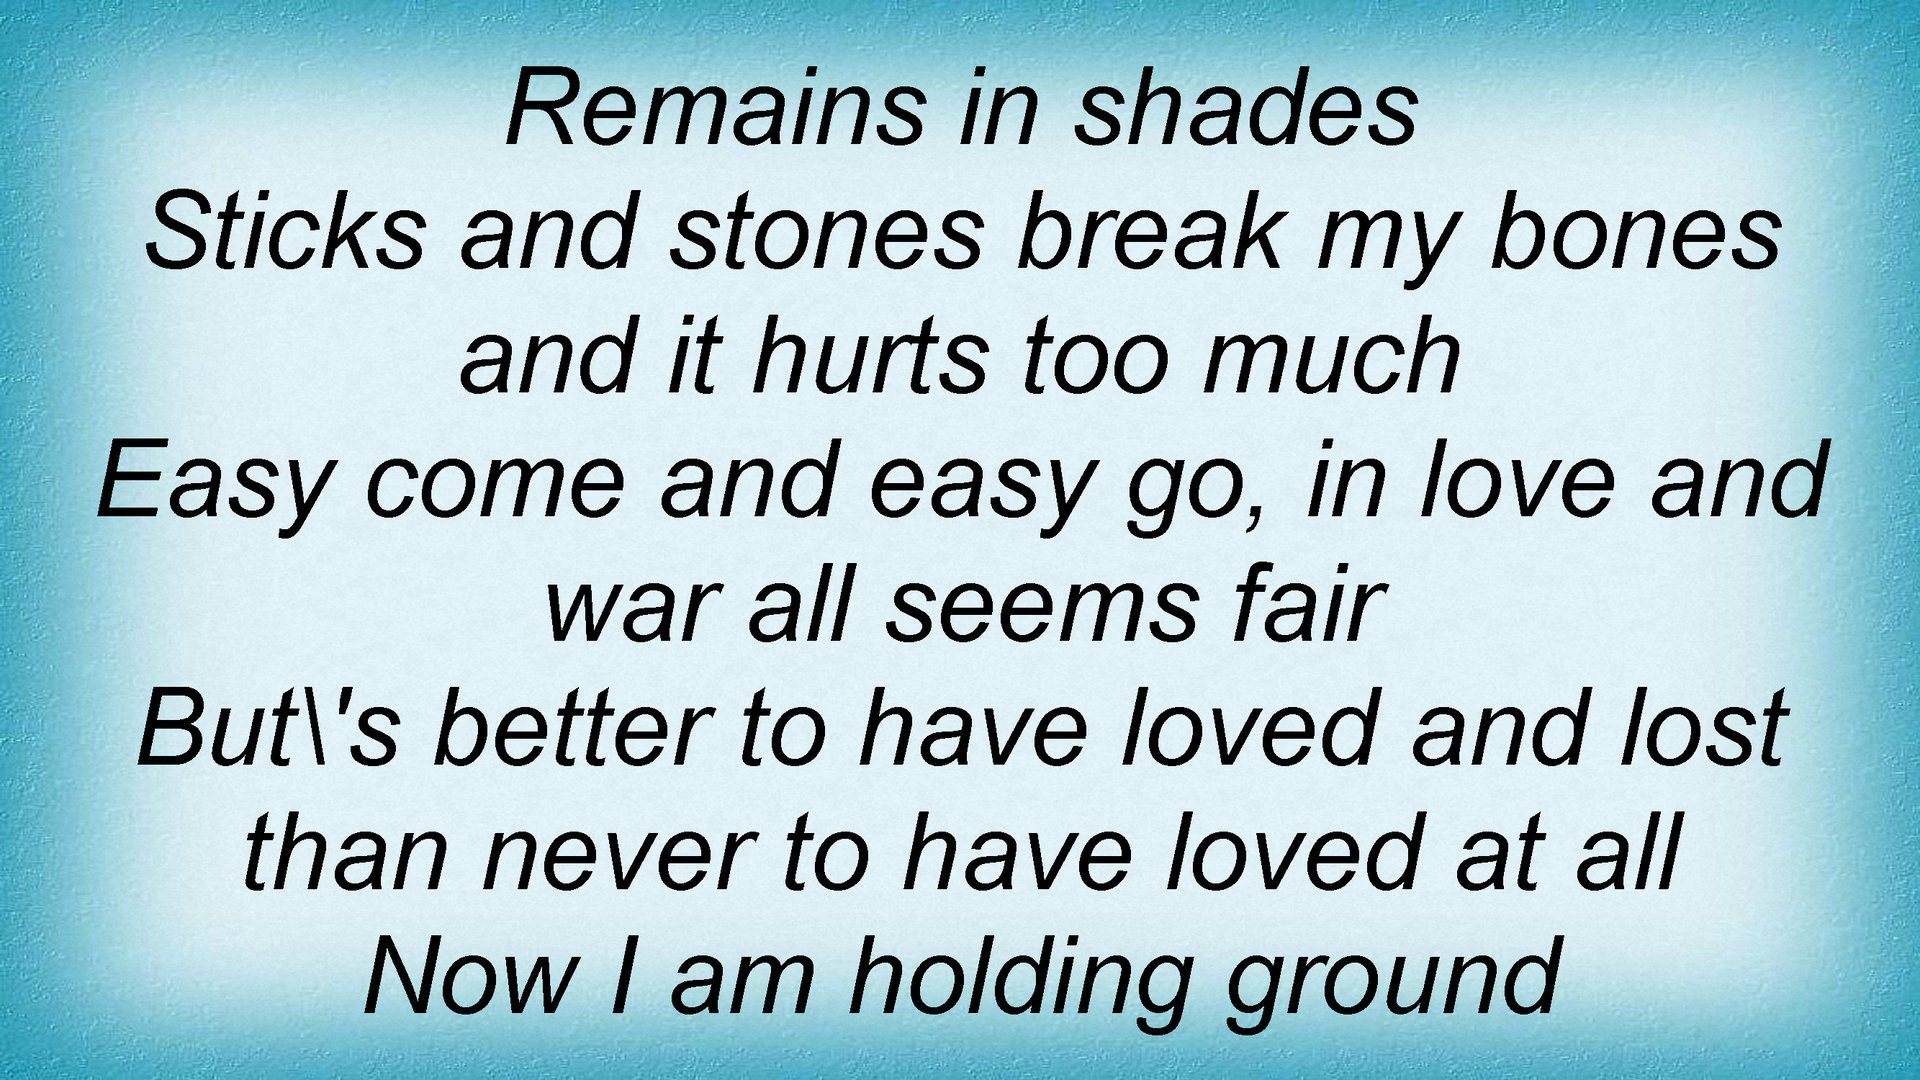 Remains in shades
Sticks and stones break my bones
and it hurts too much
Easy come and easy go, in love and
war all seems fair
But\'s better to have loved and lost
than never to have loved at all
Now I am holding ground